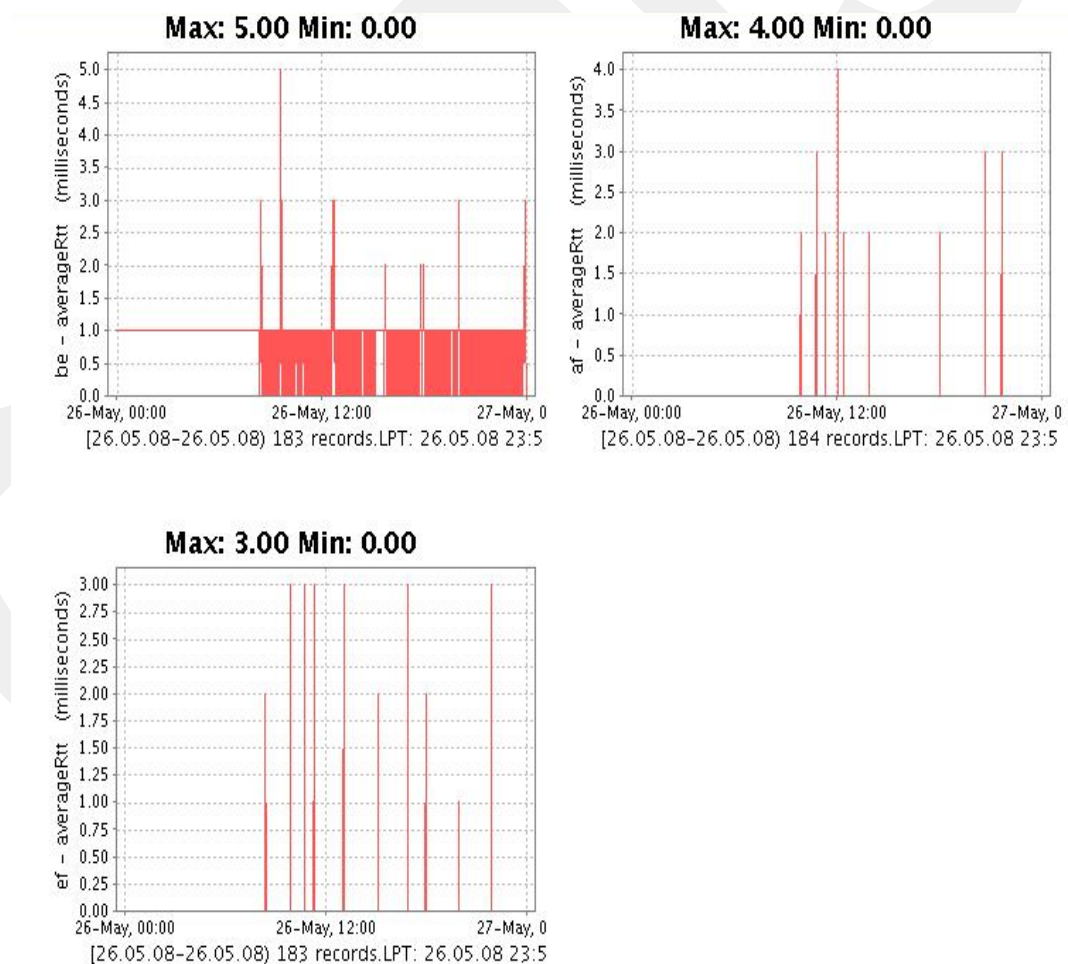 Max: 5.00 Min: 0.00
be - averageRtt (milliseconds)
5.0
4.5
4.0
3.5
3.0
2.5
2.0
1.5
1.0
0.5
0.0
26-May, 00:00 26-May, 12:00 27-May, 0
[26.05.08-26.05.08) 183 records.LPT: 26.05.08 23:5
Max: 4.00 Min: 0.00
af - averageRtt (milliseconds)
4.0
3.5
3.0
2.5
2.0
1.5
1.0
0.5
0.0
26-May, 00:00 26-May, 12:00 27-May, 0
[26.05.08-26.05.08) 184 records.LPT: 26.05.08 23:5
Max: 3.00 Min: 0.00
ef - averageRtt (milliseconds)
3.00
2.75
2.50
2.25
2.00
1.75
1.50
1.25
1.00
0.75
0.50
0.25
0.00
26-May, 00:00 26-May, 12:00 27-May, 0
[26.05.08-26.05.08) 183 records.LPT: 26.05.08 23:5